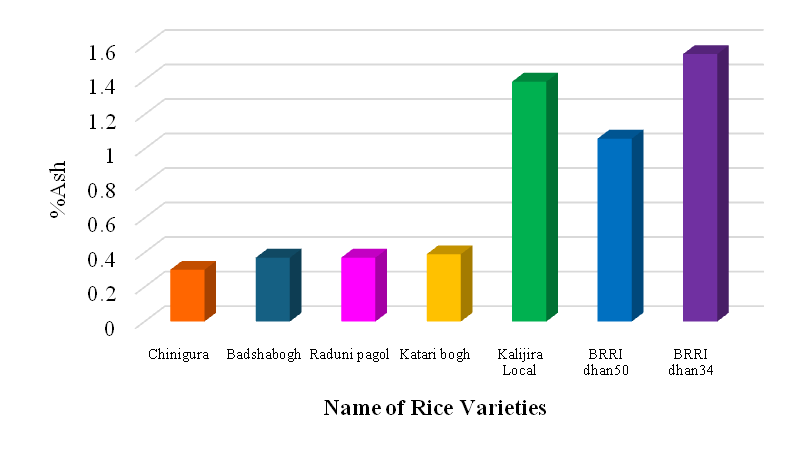 1.6
1.4
1.2
1
0.8
0.6
0.4
0.2
0
%Ash
Chinigura
Badshabogh
Raduni pagol
Katari bogh
Kalijira
Local
BRRI
dhan50
BRRI
dhan34
Name of Rice Varieties